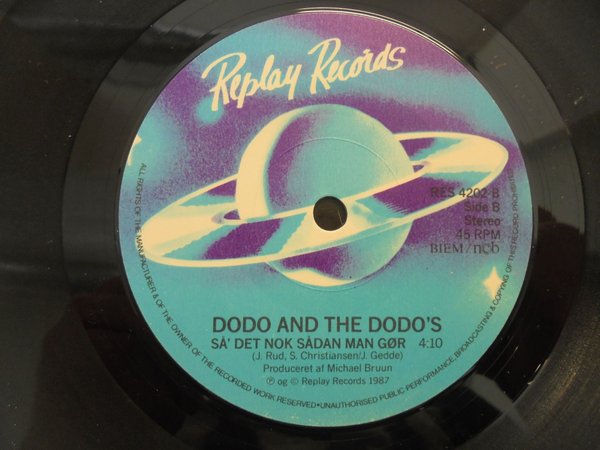 Replay Records
RES 4202 B
Side B
Stereo
45 RPM
BIEM/ncb
DODO AND THE DODO'S
SÅ' DET NOK SÅDAN MAN GØR 4:10
(J. Rud, S. Christiansen/J. Gedde)
Produceret af Michael Bruun
℗ og © Replay Records 1987
ALL RIGHTS OF THE MANUFACTURER & OF THE OWNER OF THE RECORDED WORK RESERVED•UNAUTHORISED PUBLIC PERFORMANCE, BROADCASTING & COPYING OF THIS RECORD PROHIBITED